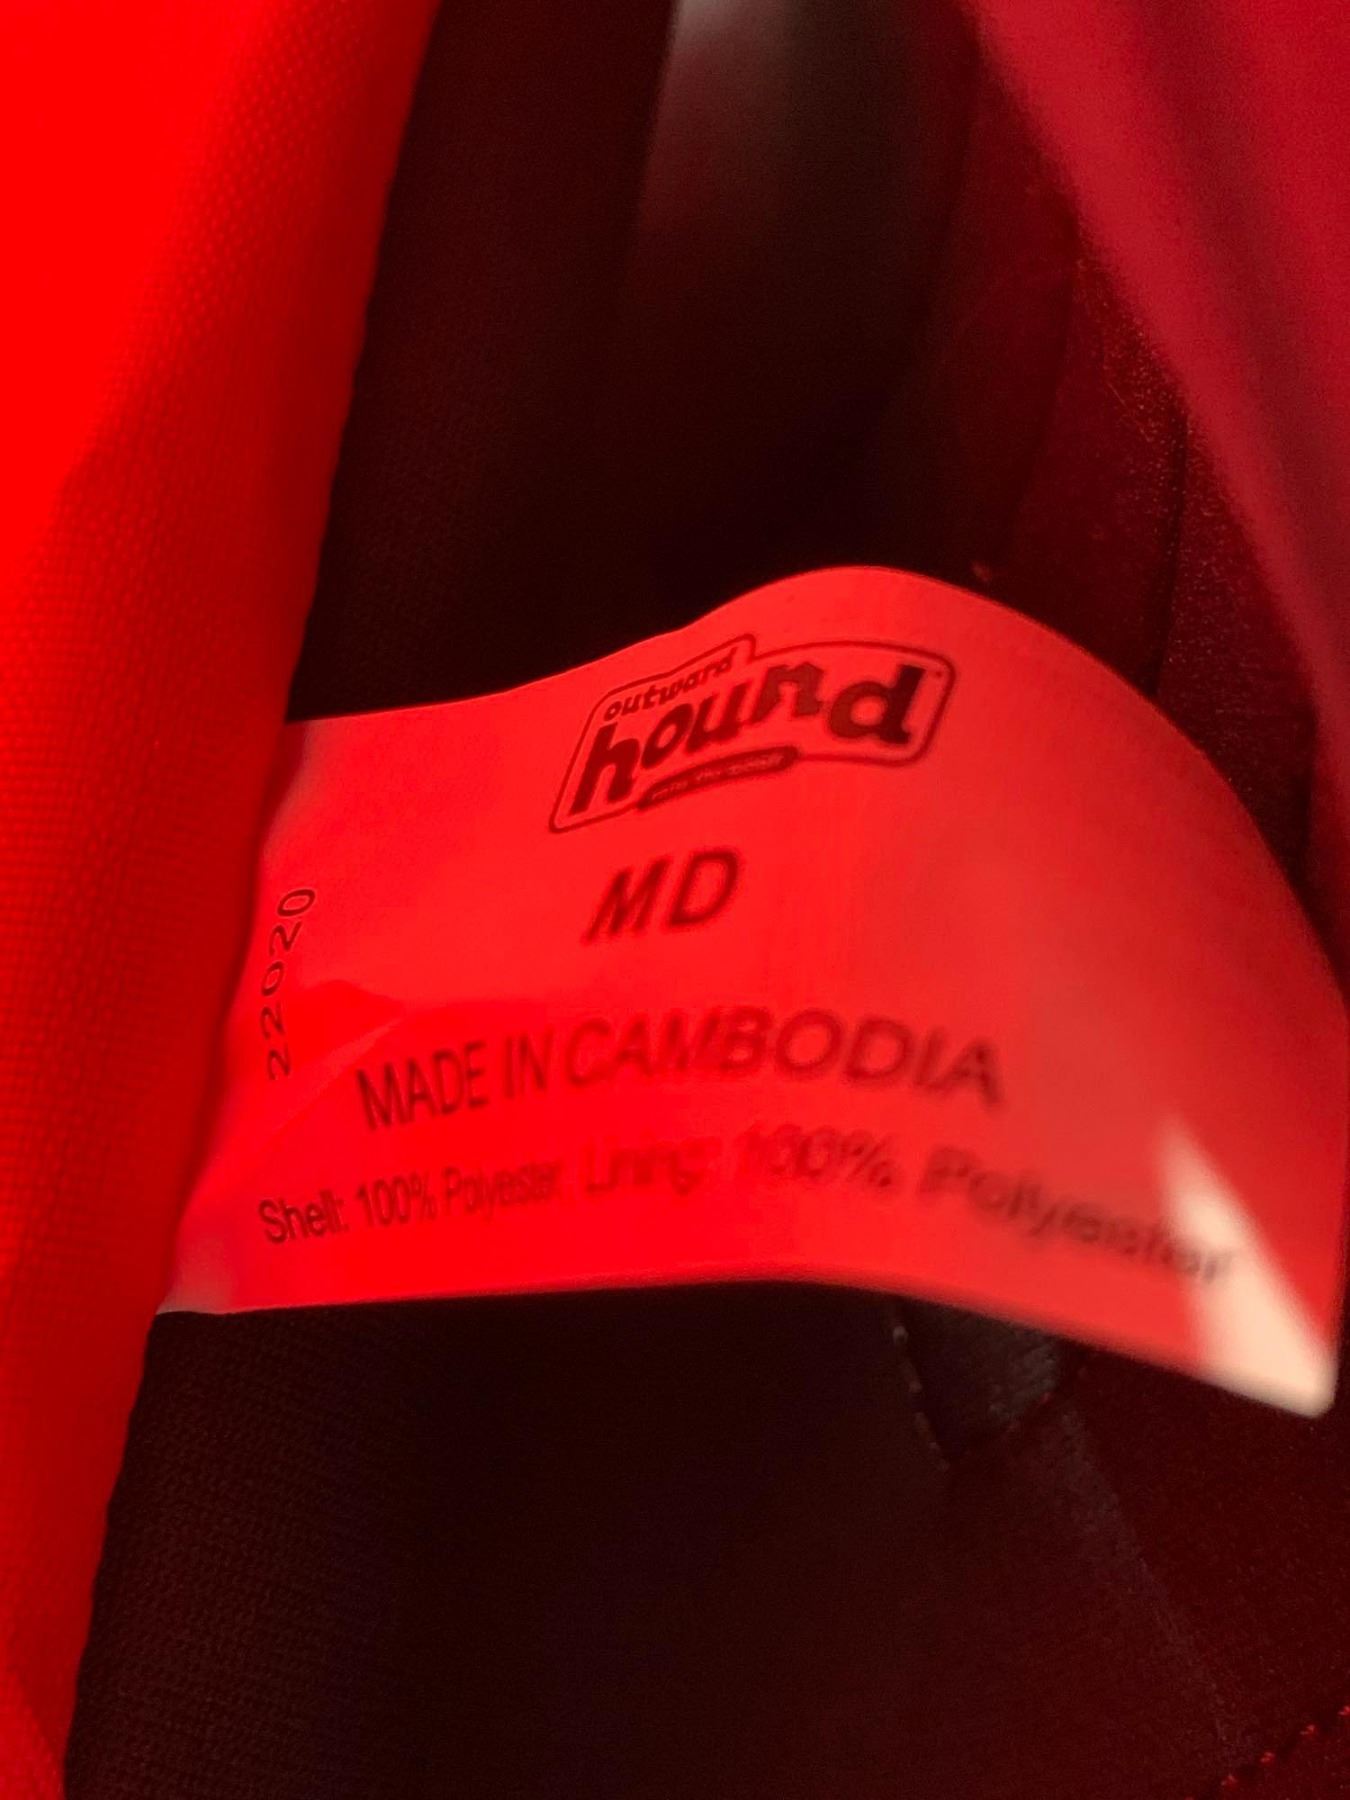 outward
hound
MD
22020
MADE IN CAMBODIA
Shell: 100% Polyester. Lining: 100% Polyester